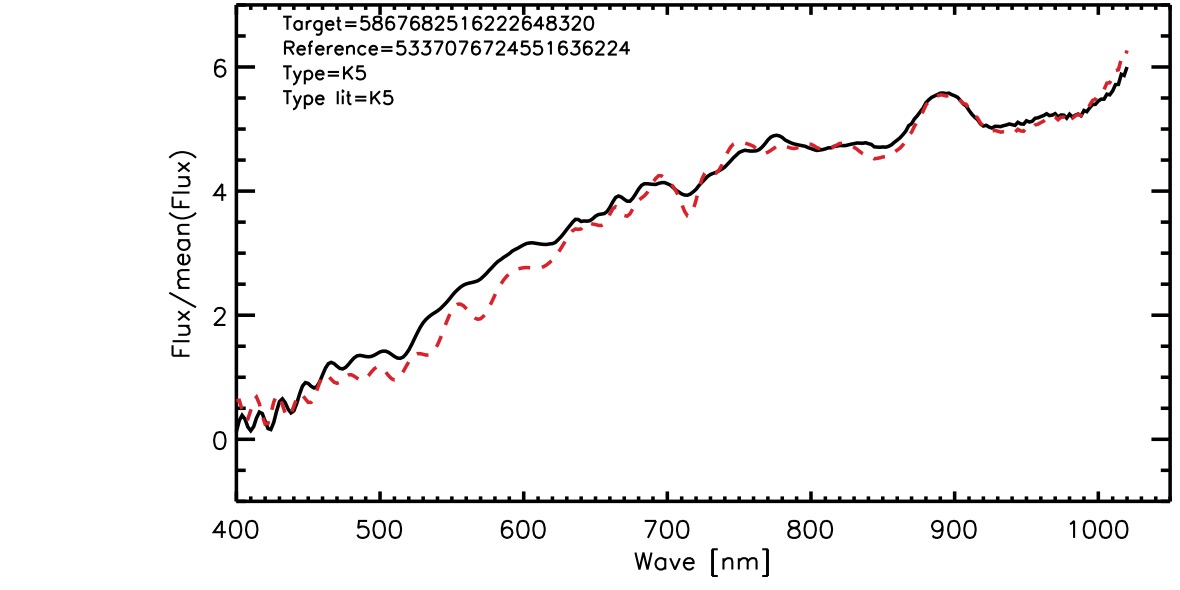 Target=5867682516222648320
Reference=5337076724551636224
Type=K5
Type lit=K5
6
4
2
0
Flux/mean(Flux)
400 500 600 700 800 900 1000
Wave [nm]